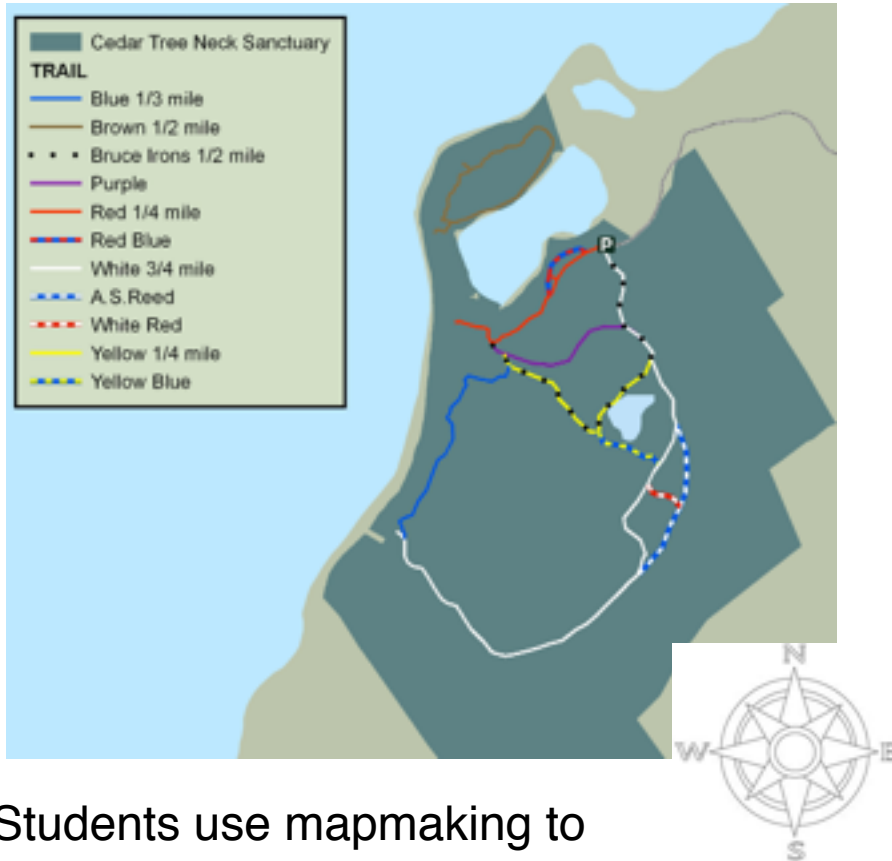 Cedar Tree Neck Sanctuary
TRAIL
Blue 1/3 mile
Brown 1/2 mile
Bruce Irons 1/2 mile
Purple
Red 1/4 mile
Red Blue
White 3/4 mile
A.S.Reed
White Red
Yellow 1/4 mile
Yellow Blue
P
N
W E
S
Students use mapmaking to